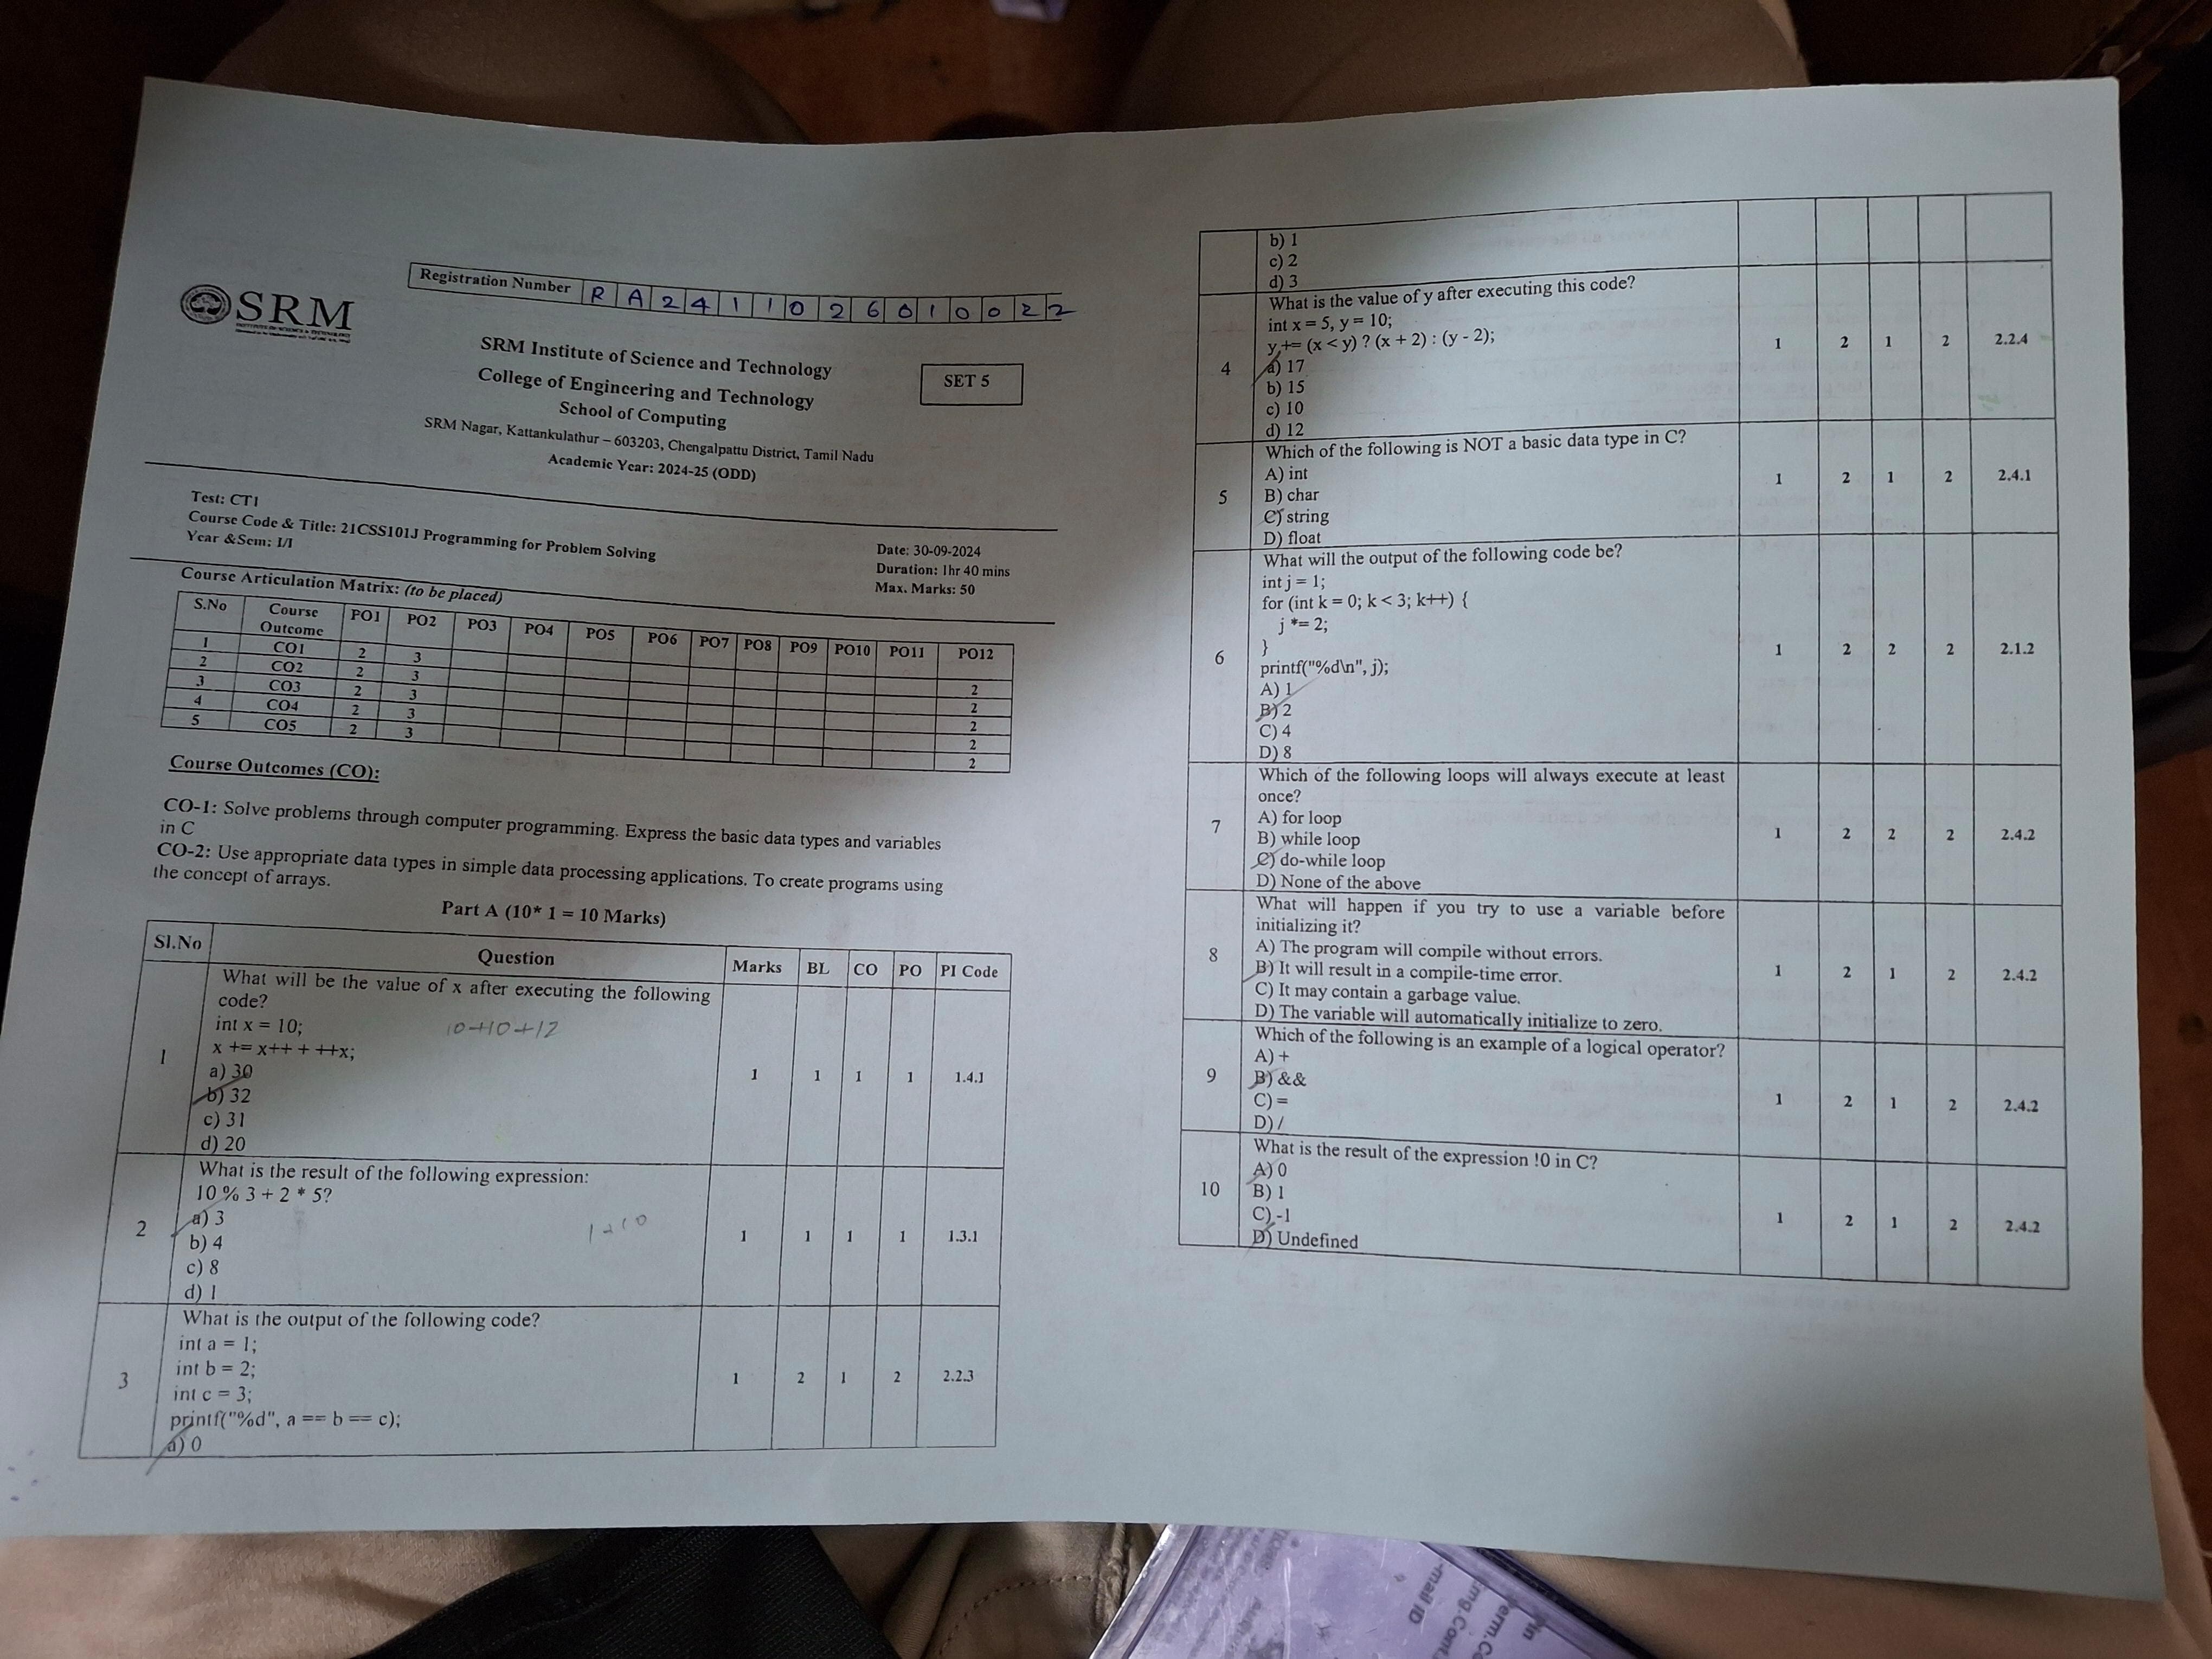 Registration Number R A 2 4 1 1 0 2 6 0 1 0 0 2 2
SRM
SRM Institute of Science and Technology
College of Engineering and Technology
School of Computing
SET 5
SRM Nagar, Kattankulathur – 603203, Chengalpattu District, Tamil Nadu
Academic Year: 2024-25 (ODD)
Test: CT1
Course Code & Title: 21CSS101J Programming for Problem Solving
Year &Sem: I/I
Date: 30-09-2024
Duration: 1hr 40 mins
Max. Marks: 50
Course Articulation Matrix: (to be placed)
S.No Course Outcome PO1 PO2 PO3 PO4 PO5 PO6 PO7 PO8 PO9 PO10 PO11 PO12
1 CO1 2 3 2
2 CO2 2 3 2
3 CO3 2 3 2
4 CO4 2 3 2
5 CO5 2 3 2
Course Outcomes (CO):
CO-1: Solve problems through computer programming. Express the basic data types and variables
in C
CO-2: Use appropriate data types in simple data processing applications. To create programs using
the concept of arrays.
Part A (10* 1 = 10 Marks)
Sl.No Question Marks BL CO PO PI Code
What will be the value of x after executing the following
code?
int x = 10;
10+10+12
x += x++ + ++x;
1 1 1 1 1 1.4.1
a) 30
b) 32
c) 31
d) 20
What is the result of the following expression:
10 % 3 + 2 * 5?
1+10
2 1 1 1 1 1.3.1
a) 3
b) 4
c) 8
d) 1
What is the output of the following code?
int a = 1;
int b = 2;
3 1 2 1 2 2.2.3
int c = 3;
printf("%d", a == b == c);
a) 0
b) 1
c) 2
d) 3
What is the value of y after executing this code?
int x = 5, y = 10;
y += (x < y) ? (x + 2) : (y - 2);
4 1 2 1 2 2.2.4
a) 17
b) 15
c) 10
d) 12
Which of the following is NOT a basic data type in C?
A) int
5 1 2 1 2 2.4.1
B) char
C) string
D) float
What will the output of the following code be?
int j = 1;
for (int k = 0; k < 3; k++) {
j *= 2;
}
6 1 2 2 2 2.1.2
printf("%d\n", j);
A) 1
B) 2
C) 4
D) 8
Which of the following loops will always execute at least
once?
A) for loop
7 1 2 2 2 2.4.2
B) while loop
C) do-while loop
D) None of the above
What will happen if you try to use a variable before
initializing it?
A) The program will compile without errors.
8 1 2 1 2 2.4.2
B) It will result in a compile-time error.
C) It may contain a garbage value.
D) The variable will automatically initialize to zero.
Which of the following is an example of a logical operator?
A) +
9 1 2 1 2 2.4.2
B) &&
C) =
D) /
What is the result of the expression !0 in C?
A) 0
10 1 2 1 2 2.4.2
B) 1
C) -1
D) Undefined
-mail ID